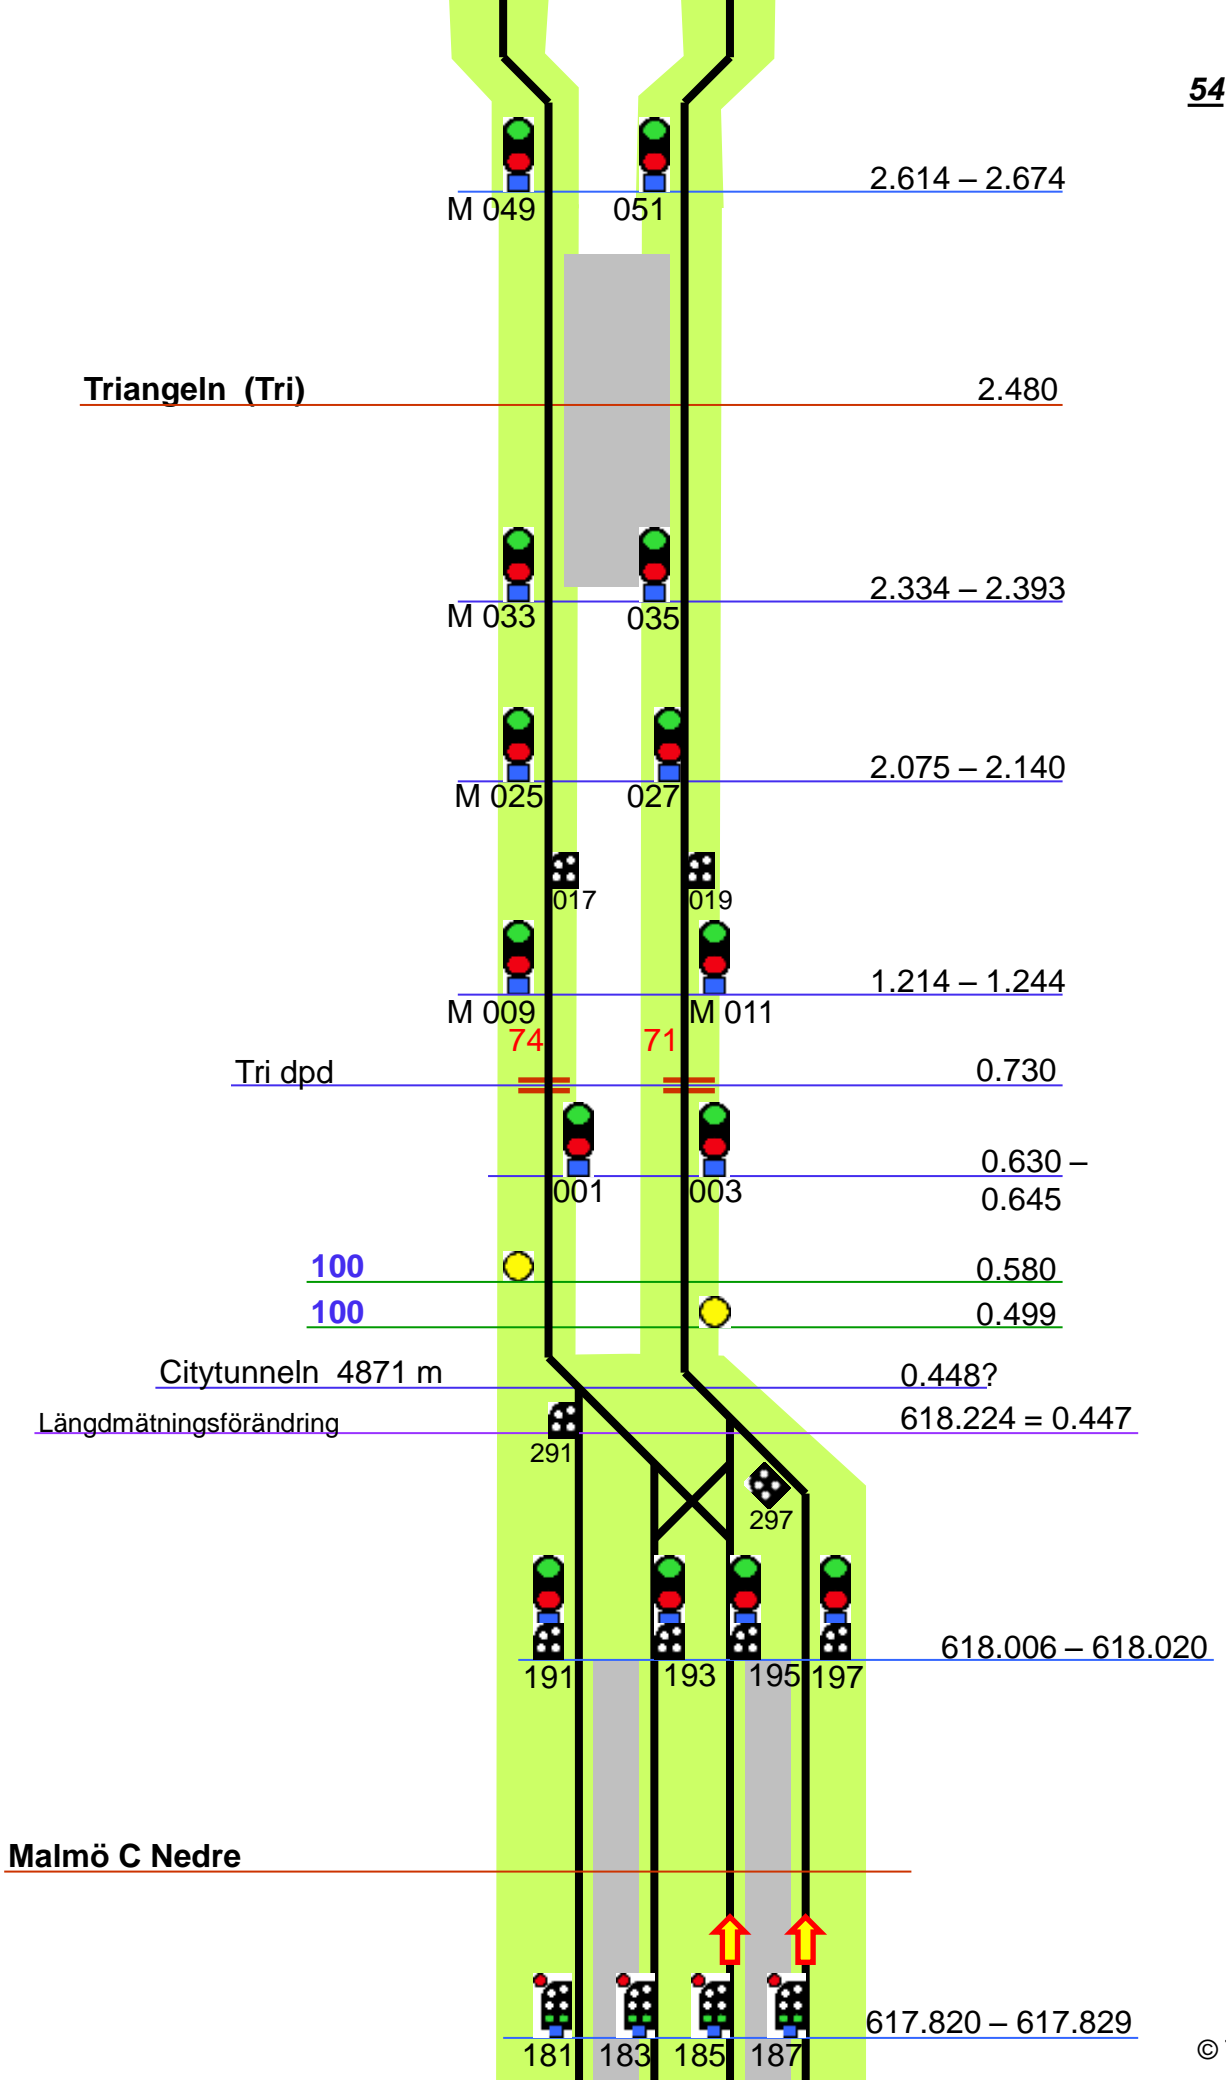 54
2.614 – 2.674
M 049 051
Triangeln (Tri) 2.480
2.334 – 2.393
M 033 035
2.075 – 2.140
M 025 027
017 019
1.214 – 1.244
M 009 M 011
74 71
Tri dpd 0.730
0.630 –
001 003 0.645
100 0.580
100 0.499
Citytunneln 4871 m 0.448?
Längdmätningsförändring 618.224 = 0.447
291
297
618.006 – 618.020
191 193 195 197
Malmö C Nedre
617.820 – 617.829
181 183 185 187
©